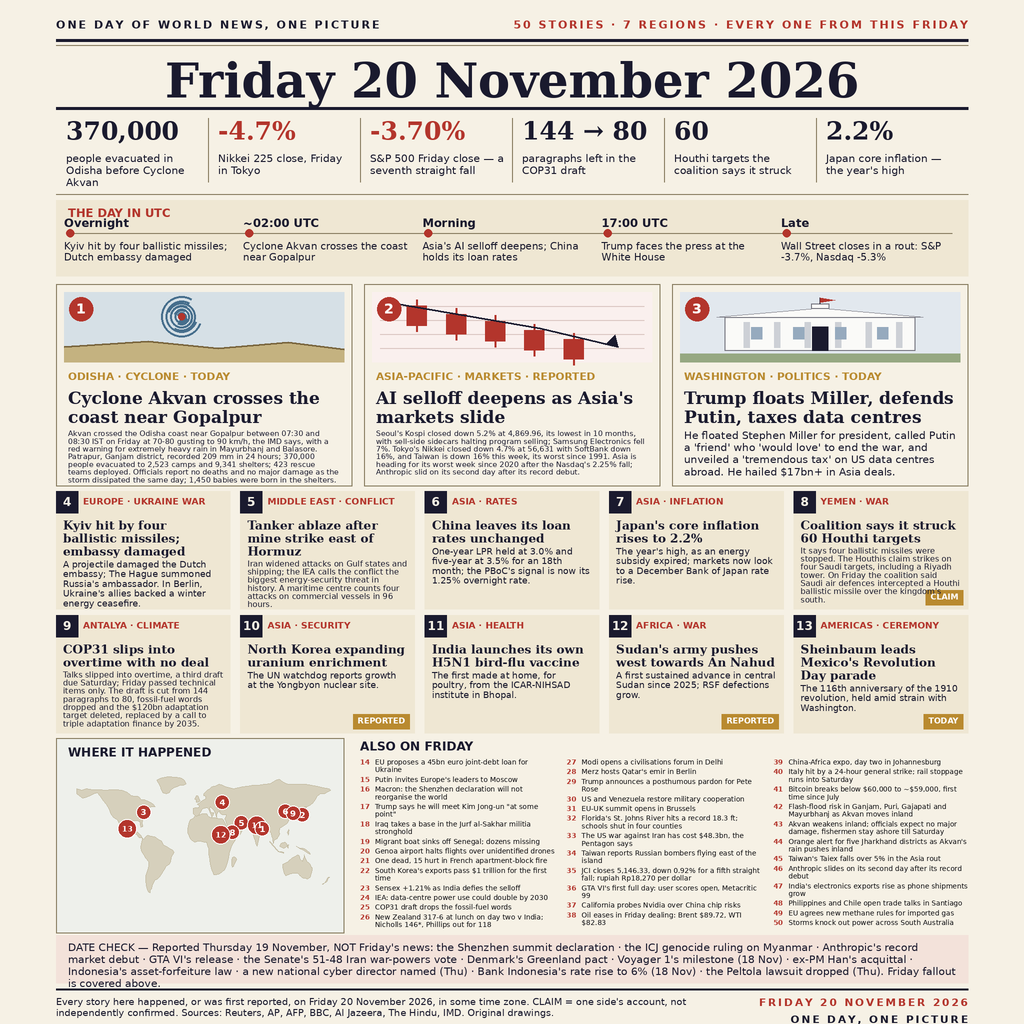 ONE DAY OF WORLD NEWS, ONE PICTURE
50 STORIES · 7 REGIONS · EVERY ONE FROM THIS FRIDAY
Friday 20 November 2026
370,000
people evacuated in
Odisha before Cyclone
Akvan
-4.7%
Nikkei 225 close, Friday
in Tokyo
-3.70%
S&P 500 Friday close — a
seventh straight fall
144 → 80
paragraphs left in the
COP31 draft
60
Houthi targets the
coalition says it struck
2.2%
Japan core inflation —
the year's high
THE DAY IN UTC
Overnight
Kyiv hit by four ballistic missiles;
Dutch embassy damaged
~02:00 UTC
Cyclone Akvan crosses the coast
near Gopalpur
Morning
Asia's AI selloff deepens; China
holds its loan rates
17:00 UTC
Trump faces the press at the
White House
Late
Wall Street closes in a rout: S&P
-3.7%, Nasdaq -5.3%
1
ODISHA · CYCLONE · TODAY
Cyclone Akvan crosses the
coast near Gopalpur
Akvan crossed the Odisha coast near Gopalpur between 07:30 and
08:30 IST on Friday at 70-80 gusting to 90 km/h, the IMD says, with a
red warning for extremely heavy rain in Mayurbhanj and Balasore.
Patrapur, Ganjam district, recorded 209 mm in 24 hours; 370,000
people evacuated to 2,523 camps and 9,341 shelters; 423 rescue
teams deployed. Officials report no deaths and no major damage as the
storm dissipated the same day; 1,450 babies were born in the shelters.
2
ASIA-PACIFIC · MARKETS · REPORTED
AI selloff deepens as Asia's
markets slide
Seoul's Kospi closed down 5.2% at 4,869.96, its lowest in 10 months,
with sell-side sidecars halting program selling; Samsung Electronics fell
7%. Tokyo's Nikkei closed down 4.7% at 56,631 with SoftBank down
16%, and Taiwan is down 16% this week, its worst since 1991. Asia is
heading for its worst week since 2020 after the Nasdaq's 2.25% fall;
Anthropic slid on its second day after its record debut.
3
WASHINGTON · POLITICS · TODAY
Trump floats Miller, defends
Putin, taxes data centres
He floated Stephen Miller for president, called Putin
a 'friend' who 'would love' to end the war, and
unveiled a 'tremendous tax' on US data centres
abroad. He hailed $17bn+ in Asia deals.
4
EUROPE · UKRAINE WAR
Kyiv hit by four
ballistic missiles;
embassy damaged
A projectile damaged the Dutch
embassy; The Hague summoned
Russia's ambassador. In Berlin,
Ukraine's allies backed a winter
energy ceasefire.
5
MIDDLE EAST · CONFLICT
Tanker ablaze after
mine strike east of
Hormuz
Iran widened attacks on Gulf states and
shipping; the IEA calls the conflict the
biggest energy-security threat in
history. A maritime centre counts four
attacks on commercial vessels in 96
hours.
6
ASIA · RATES
China leaves its loan
rates unchanged
One-year LPR held at 3.0% and
five-year at 3.5% for an 18th
month; the PBoC's signal is now its
1.25% overnight rate.
7
ASIA · INFLATION
Japan's core inflation
rises to 2.2%
The year's high, as an energy
subsidy expired; markets now look
to a December Bank of Japan rate
rise.
8
YEMEN · WAR
Coalition says it struck
60 Houthi targets
It says four ballistic missiles were
stopped. The Houthis claim strikes on
four Saudi targets, including a Riyadh
tower. On Friday the coalition said
Saudi air defences intercepted a Houthi
ballistic missile over the kingdom's
south.
CLAIM
9
ANTALYA · CLIMATE
COP31 slips into
overtime with no deal
Talks slipped into overtime, a third draft
due Saturday; Friday passed technical
items only. The draft is cut from 144
paragraphs to 80, fossil-fuel words
dropped and the $120bn adaptation
target deleted, replaced by a call to
triple adaptation finance by 2035.
10
ASIA · SECURITY
North Korea expanding
uranium enrichment
The UN watchdog reports growth
at the Yongbyon nuclear site.
REPORTED
11
ASIA · HEALTH
India launches its own
H5N1 bird-flu vaccine
The first made at home, for
poultry, from the ICAR-NIHSAD
institute in Bhopal.
12
AFRICA · WAR
Sudan's army pushes
west towards An Nahud
A first sustained advance in central
Sudan since 2025; RSF defections
grow.
REPORTED
13
AMERICAS · CEREMONY
Sheinbaum leads
Mexico's Revolution
Day parade
The 116th anniversary of the 1910
revolution, held amid strain with
Washington.
TODAY
WHERE IT HAPPENED
3
13
4
5
8
12
1
6
9
2
ALSO ON FRIDAY
14 EU proposes a 45bn euro joint-debt loan for
Ukraine
15 Putin invites Europe's leaders to Moscow
16 Macron: the Shenzhen declaration will not
reorganise the world
17 Trump says he will meet Kim Jong-un "at some
point"
18 Iraq takes a base in the Jurf al-Sakhar militia
stronghold
19 Migrant boat sinks off Senegal; dozens missing
20 Genoa airport halts flights over unidentified drones
21 One dead, 15 hurt in French apartment-block fire
22 South Korea's exports pass $1 trillion for the first
time
23 Sensex +1.21% as India defies the selloff
24 IEA: data-centre power use could double by 2030
25 COP31 draft drops the fossil-fuel words
26 New Zealand 317-6 at lunch on day two v India;
Nicholls 146*, Phillips out for 118
27 Modi opens a civilisations forum in Delhi
28 Merz hosts Qatar's emir in Berlin
29 Trump announces a posthumous pardon for Pete
Rose
30 US and Venezuela restore military cooperation
31 EU-UK summit opens in Brussels
32 Florida's St. Johns River hits a record 18.3 ft;
schools shut in four counties
33 The US war against Iran has cost $48.3bn, the
Pentagon says
34 Taiwan reports Russian bombers flying east of the
island
35 JCI closes 5,146.33, down 0.92% for a fifth straight
fall; rupiah Rp18,270 per dollar
36 GTA VI's first full day: user scores open, Metacritic
99
37 California probes Nvidia over China chip risks
38 Oil eases in Friday dealing: Brent $89.72, WTI
$82.83
39 China-Africa expo, day two in Johannesburg
40 Italy hit by a 24-hour general strike; rail stoppage
runs into Saturday
41 Bitcoin breaks below $60,000 to ~$59,000, first
time since July
42 Flash-flood risk in Ganjam, Puri, Gajapati and
Mayurbhanj as Akvan moves inland
43 Akvan weakens inland; officials expect no major
damage, fishermen stay ashore till Saturday
44 Orange alert for five Jharkhand districts as Akvan's
rain pushes inland
45 Taiwan's Taiex falls over 5% in the Asia rout
46 Anthropic slides on its second day after its record
debut
47 India's electronics exports rise as phone shipments
grow
48 Philippines and Chile open trade talks in Santiago
49 EU agrees new methane rules for imported gas
50 Storms knock out power across South Australia
DATE CHECK — Reported Thursday 19 November, NOT Friday's news: the Shenzhen summit declaration · the ICJ genocide ruling on Myanmar · Anthropic's record
market debut · GTA VI's release · the Senate's 51-48 Iran war-powers vote · Denmark's Greenland pact · Voyager 1's milestone (18 Nov) · ex-PM Han's acquittal ·
Indonesia's asset-forfeiture law · a new national cyber director named (Thu) · Bank Indonesia's rate rise to 6% (18 Nov) · the Peltola lawsuit dropped (Thu). Friday fallout
is covered above.
Every story here happened, or was first reported, on Friday 20 November 2026, in some time zone. CLAIM = one side's account, not
independently confirmed. Sources: Reuters, AP, AFP, BBC, Al Jazeera, The Hindu, IMD. Original drawings.
FRIDAY 20 NOVEMBER 2026
ONE DAY, ONE PICTURE